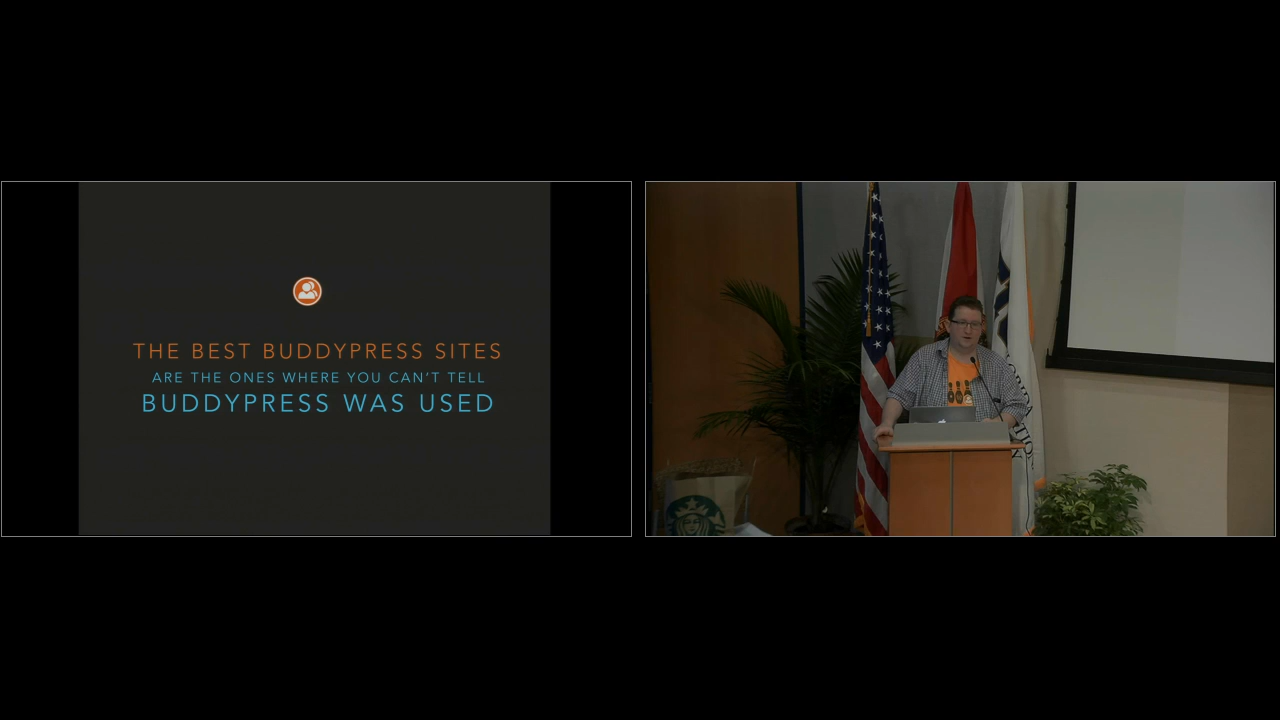 THE BEST BUDDYPRESS SITES
ARE THE ONES WHERE YOU CAN'T TELL
BUDDYPRESS WAS USED